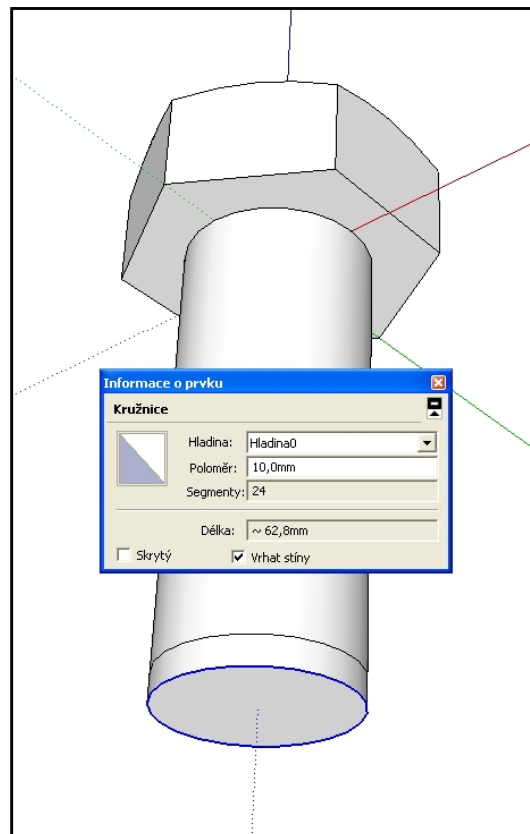 Informace o prvku
Kružnice
Hladina: Hladina0
Poloměr: 10,0mm
Segmenty: 24
Délka: ~ 62,8mm
Skrytý Vrhat stíny